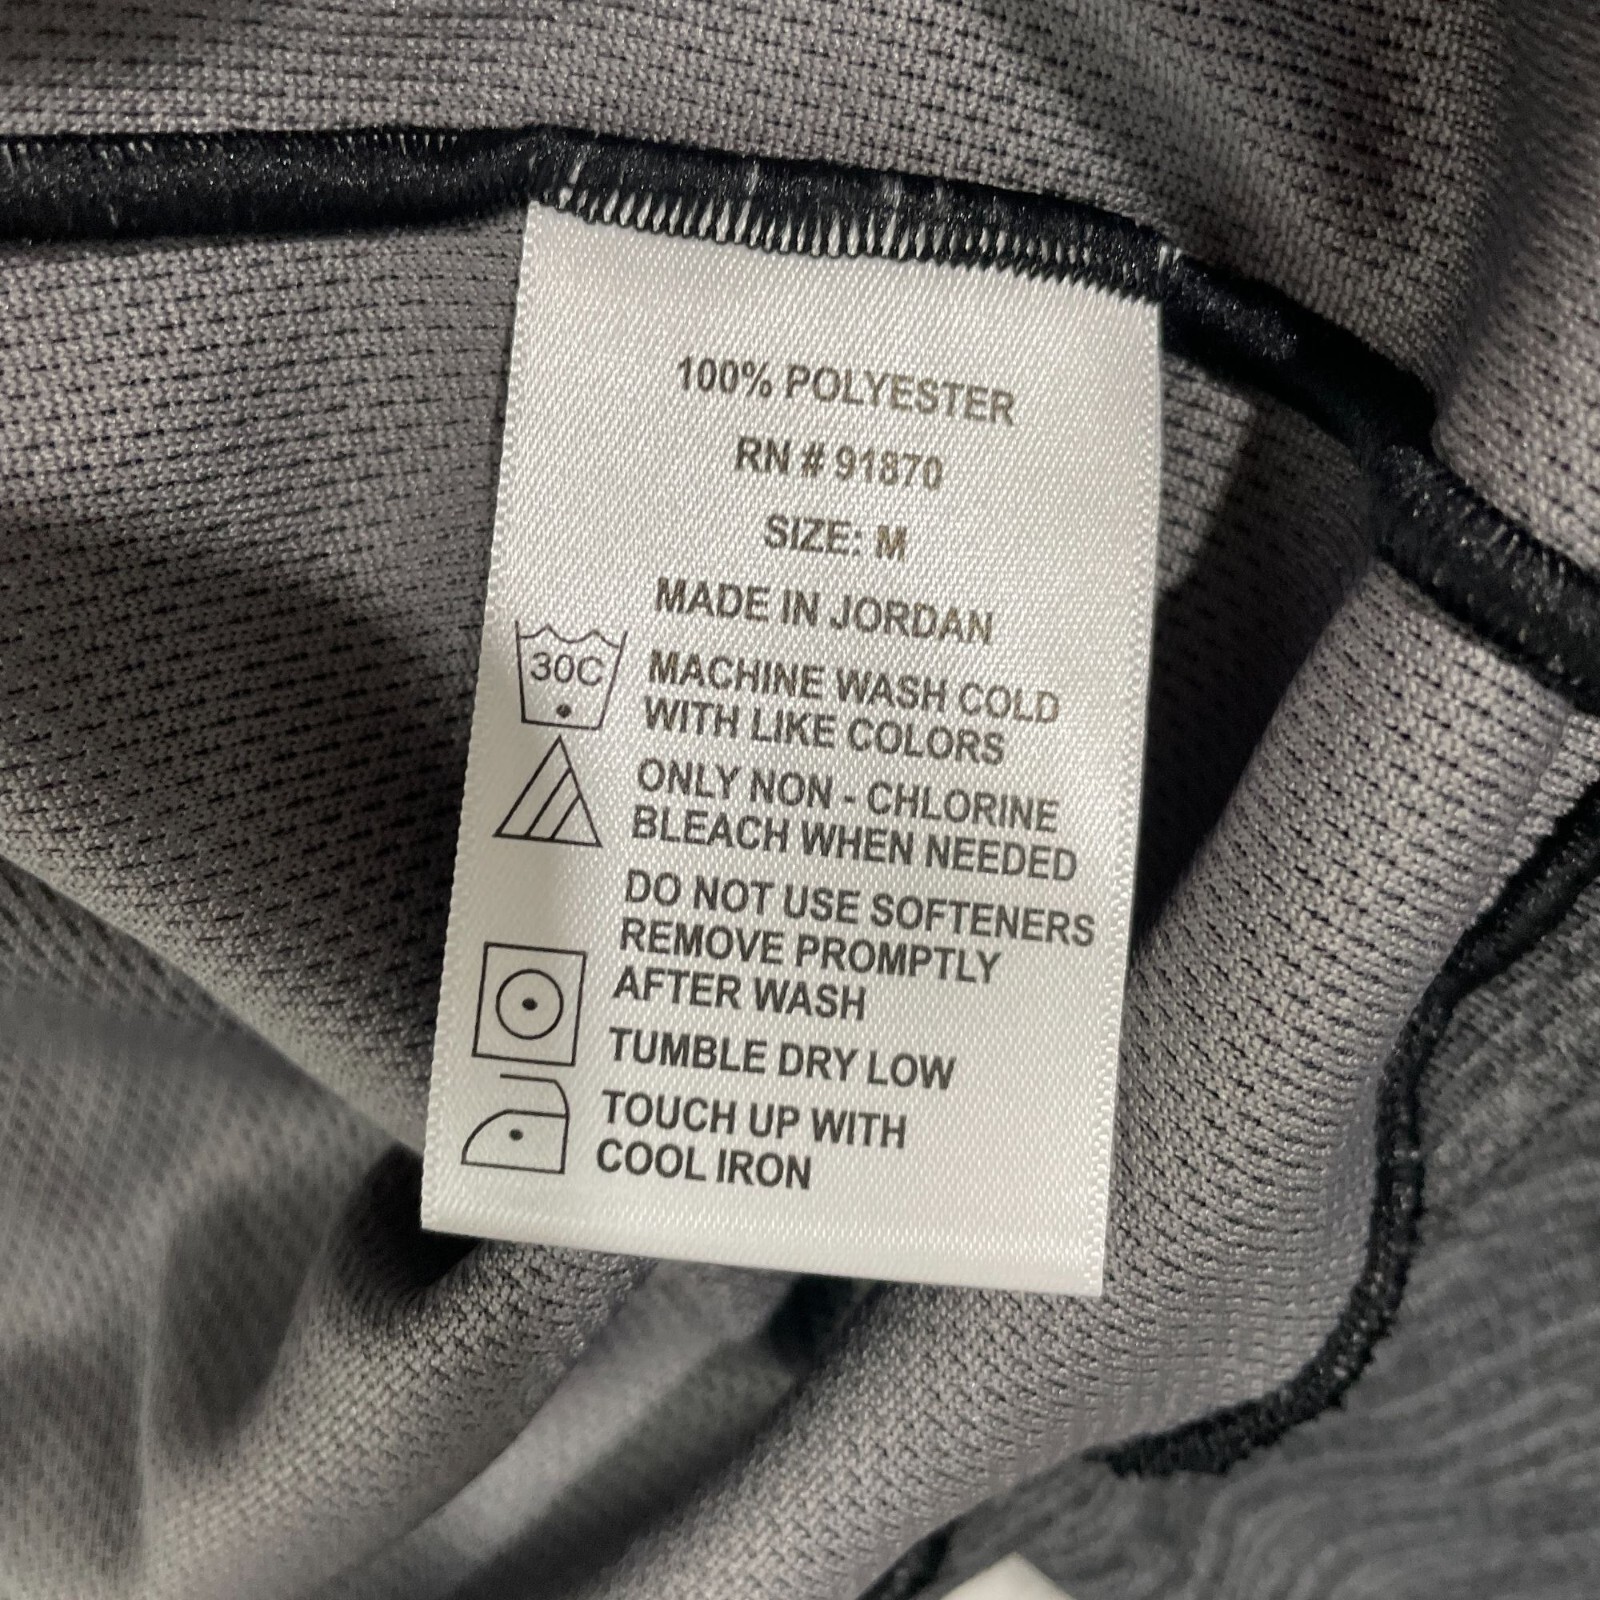 100% POLYESTER
RN # 91870
SIZE: M
MADE IN JORDAN
30C
MACHINE WASH COLD
WITH LIKE COLORS
ONLY NON - CHLORINE
BLEACH WHEN NEEDED
DO NOT USE SOFTENERS
REMOVE PROMPTLY
AFTER WASH
TUMBLE DRY LOW
TOUCH UP WITH
COOL IRON